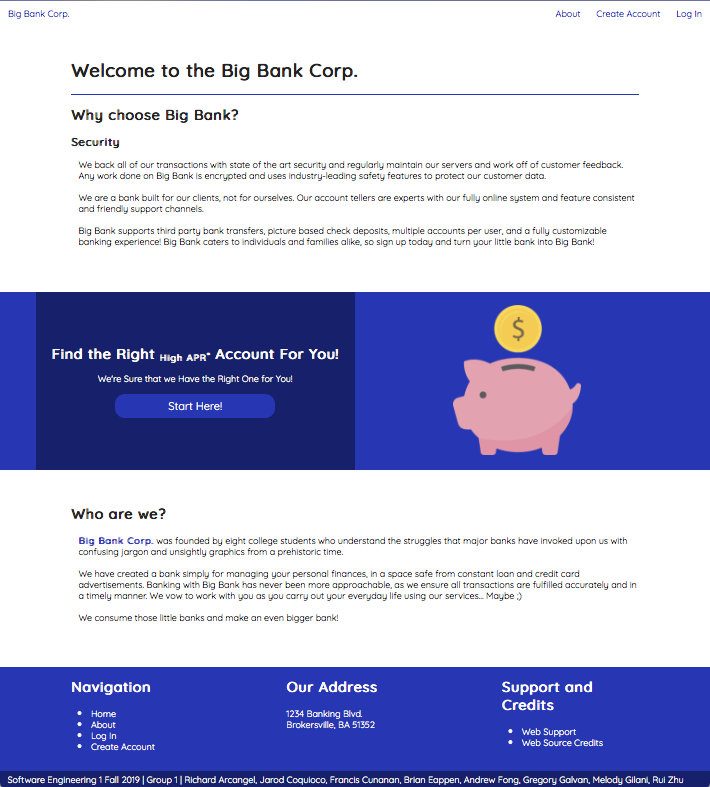 Big Bank Corp.
About Create Account Log In
Welcome to the Big Bank Corp.
Why choose Big Bank?
Security
We back all of our transactions with state of the art security and regularly maintain our servers and work off of customer feedback.
Any work done on Big Bank is encrypted and uses industry-leading safety features to protect our customer data.
We are a bank built for our clients, not for ourselves. Our account tellers are experts with our fully online system and feature consistent
and friendly support channels.
Big Bank supports third party bank transfers, picture based check deposits, multiple accounts per user, and a fully customizable
banking experience! Big Bank caters to individuals and families alike, so sign up today and turn your little bank into Big Bank!
Find the Right High APR* Account For You!
We're Sure that we Have the Right One for You!
Start Here!
$
Who are we?
Big Bank Corp. was founded by eight college students who understand the struggles that major banks have invoked upon us with
confusing jargon and unsightly graphics from a prehistoric time.
We have created a bank simply for managing your personal finances, in a space safe from constant loan and credit card
advertisements. Banking with Big Bank has never been more approachable, as we ensure all transactions are fulfilled accurately and in
a timely manner. We vow to work with you as you carry out your everyday life using our services... Maybe ;)
We consume those little banks and make an even bigger bank!
Navigation
• Home
• About
• Log In
• Create Account
Our Address
1234 Banking Blvd.
Brokersville, BA 51352
Support and
Credits
• Web Support
• Web Source Credits
Software Engineering 1 Fall 2019 | Group 1 | Richard Arcangel, Jarod Coquioco, Francis Cunanan, Brian Eappen, Andrew Fong, Gregory Galvan, Melody Gilani, Rui Zhu